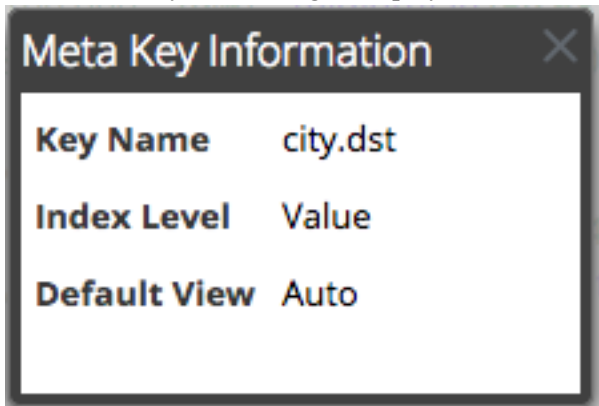 Meta Key Information
Key Name city.dst
Index Level Value
Default View Auto